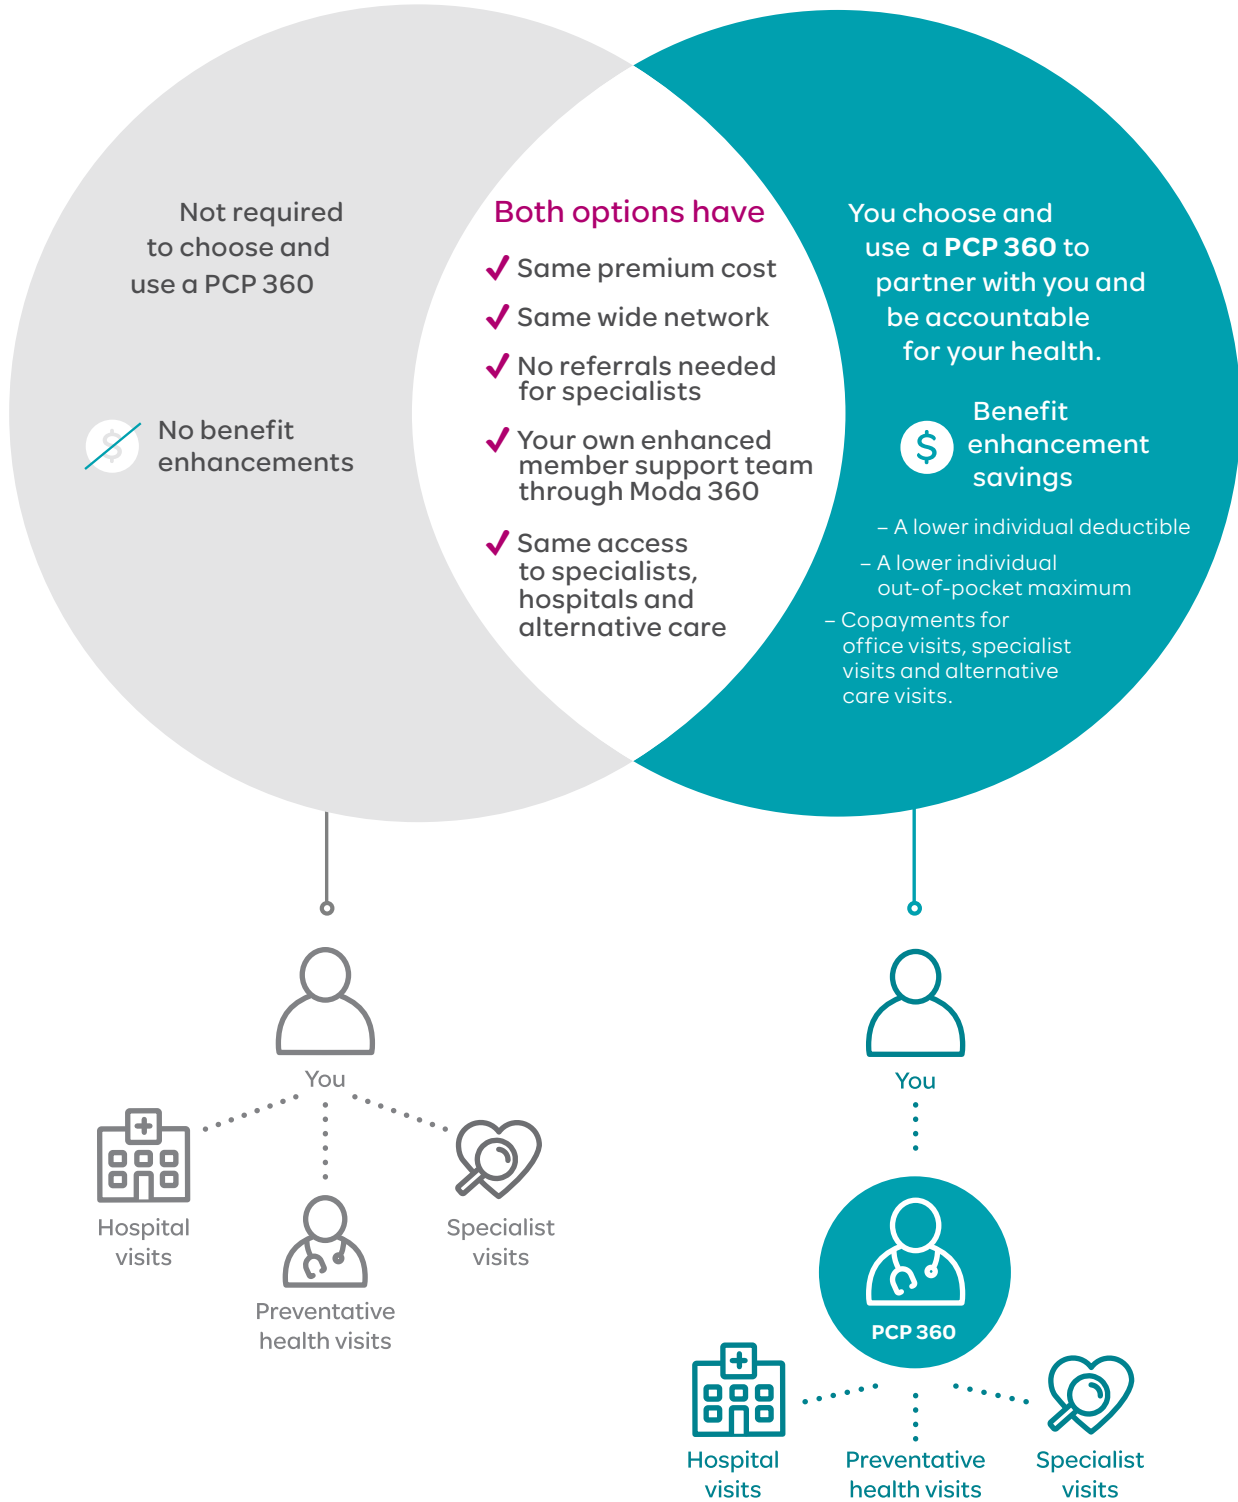 Not required
to choose and
use a PCP 360
$
No benefit
enhancements
Both options have
Same premium cost
Same wide network
No referrals needed
for specialists
Your own enhanced
member support team
through Moda 360
Same access
to specialists,
hospitals and
alternative care
You choose and
use a PCP 360 to
partner with you and
be accountable
for your health.
$
Benefit
enhancement
savings
– A lower individual deductible
– A lower individual
out-of-pocket maximum
– Copayments for
office visits, specialist
visits and alternative
care visits.
You
Hospital
visits
Preventative
health visits
Specialist
visits
You
PCP 360
Hospital
visits
Preventative
health visits
Specialist
visits